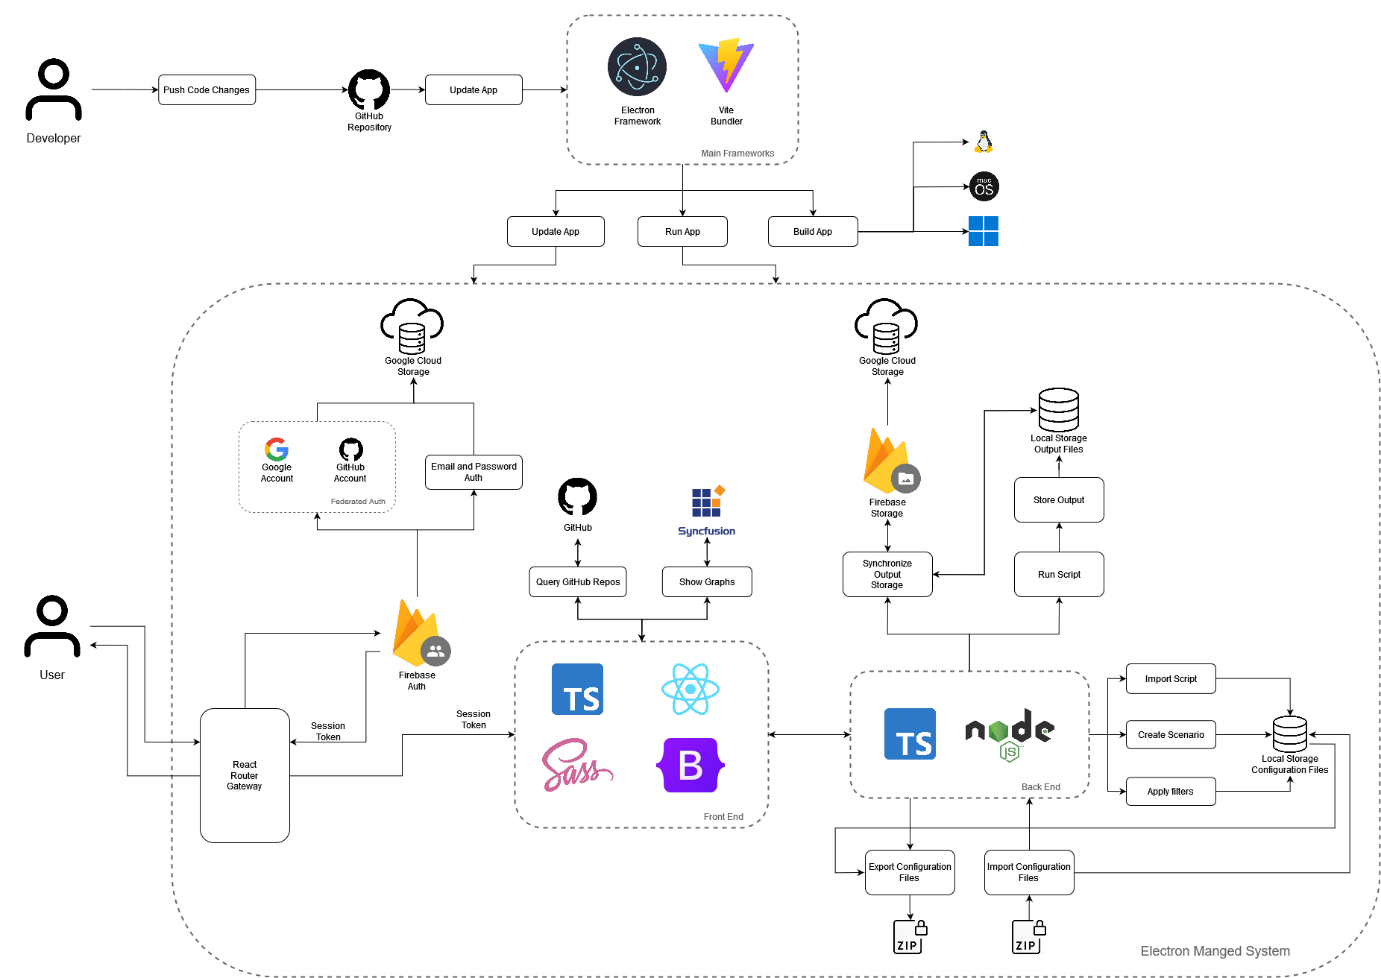 Developer
Push Code Changes
GitHub
Repository
Update App
Electron
Framework
Vite
Bundler
Main Frameworks
mac
OS
Update App
Run App
Build App
Google Cloud
Storage
Google Cloud
Storage
Google
Account
GitHub
Account
Federated Auth
Email and Password
Auth
Local Storage
Output Files
Firebase
Storage
Store Output
GitHub
Syncfusion
Query GitHub Repos
Show Graphs
Synchronize
Output
Storage
Run Script
User
Firebase
Auth
Session
Token
React
Router
Gateway
Session
Token
TS
Sass
B
Front End
TS
node
JS
Back End
Import Script
Create Scenario
Apply filters
Local Storage
Configuration Files
Export Configuration
Files
Import Configuration
Files
ZIP
ZIP
Electron Manged System